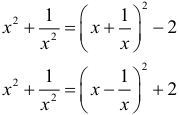 x² + 1/x² = (x + 1/x)² − 2
x² + 1/x² = (x − 1/x)² + 2